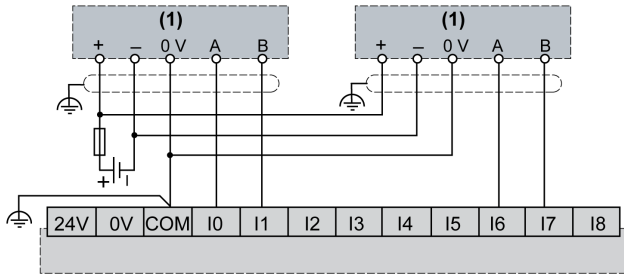 (1) (1)
+ – 0 V A B + – 0 V A B
+
24V 0V COM I0 I1 I2 I3 I4 I5 I6 I7 I8